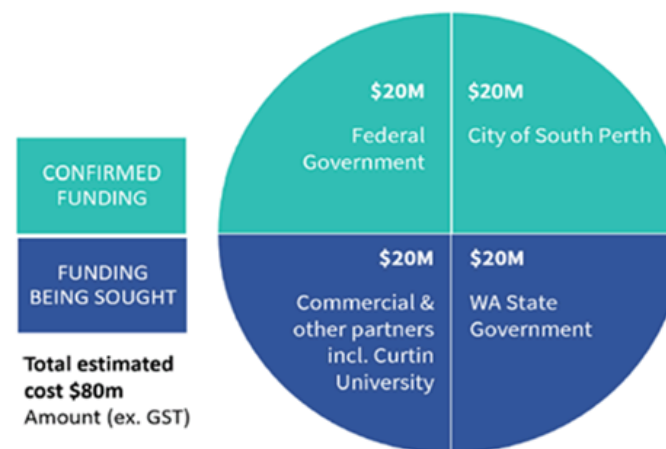 CONFIRMED
FUNDING
FUNDING
BEING SOUGHT
Total estimated
cost $80m
Amount (ex. GST)
$20M
Federal
Government
$20M
City of South Perth
$20M
Commercial &
other partners
incl. Curtin
University
$20M
WA State
Government